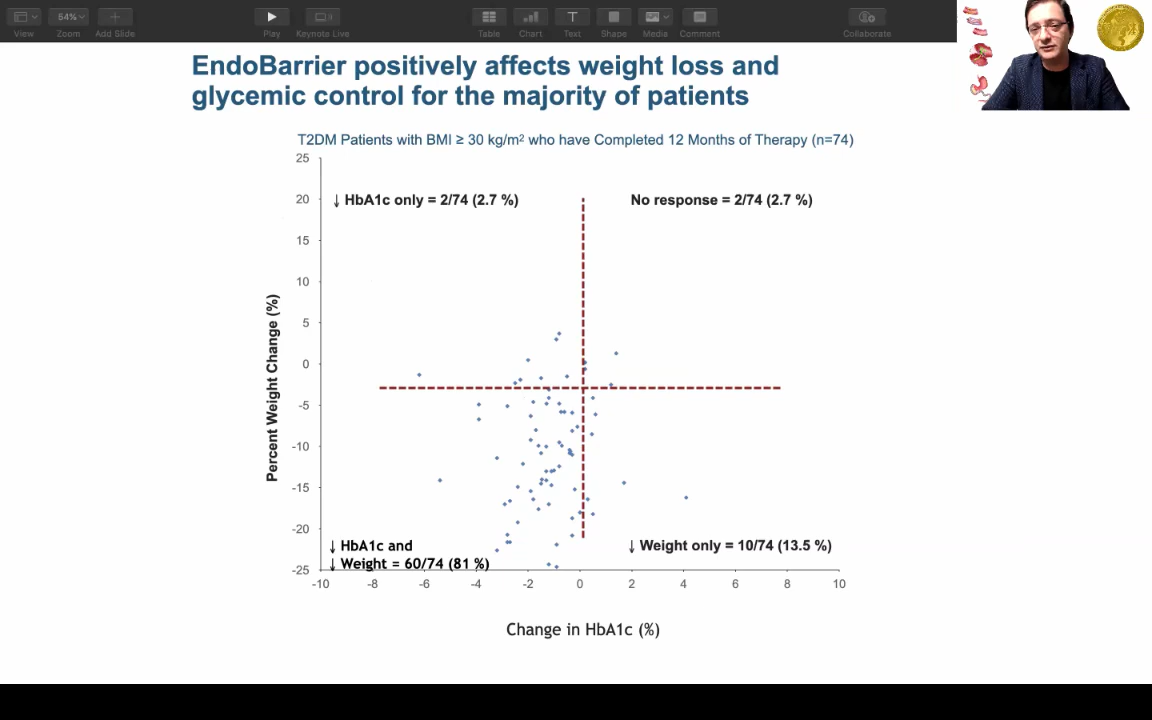 54%
View
Zoom
Add Slide
Play
Keynote Live
Table
Chart
Text
Shape
Media
Comment
Collaborate
EndoBarrier positively affects weight loss and
glycemic control for the majority of patients
T2DM Patients with BMI ≥ 30 kg/m² who have Completed 12 Months of Therapy (n=74)
25
20
15
10
5
0
-5
-10
-15
-20
-25
Percent Weight Change (%)
↓ HbA1c only = 2/74 (2.7 %)
No response = 2/74 (2.7 %)
↓ HbA1c and
↓ Weight = 60/74 (81 %)
↓ Weight only = 10/74 (13.5 %)
-10 -8 -6 -4 -2 0 2 4 6 8 10
Change in HbA1c (%)